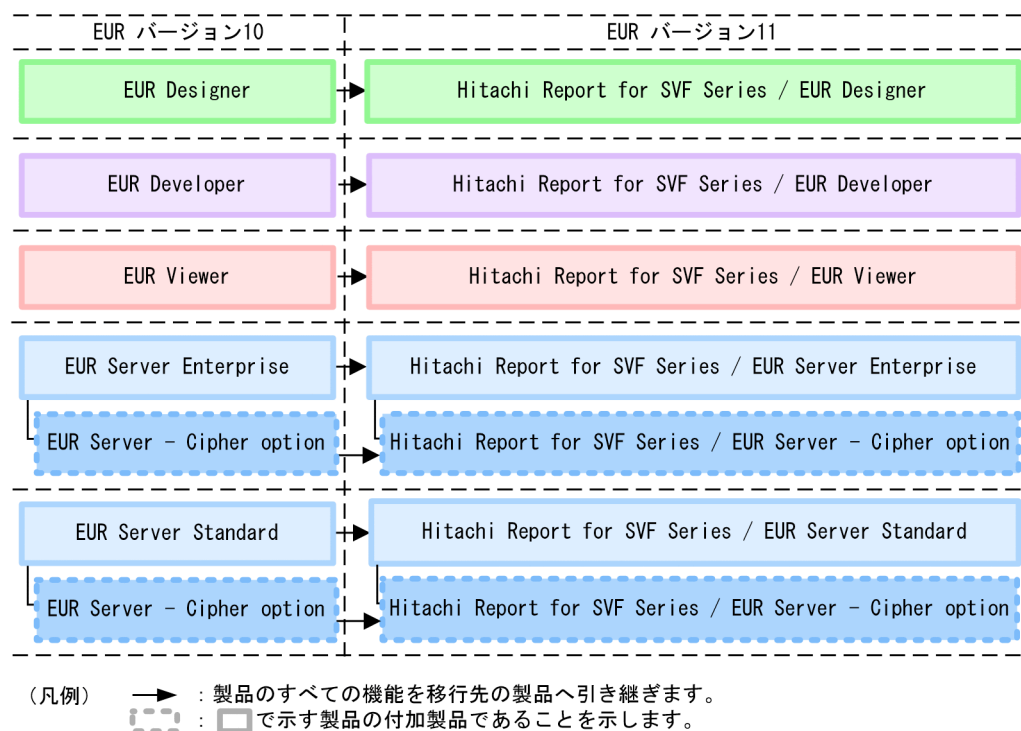 EUR バージョン10
EUR バージョン11
EUR Designer
Hitachi Report for SVF Series / EUR Designer
EUR Developer
Hitachi Report for SVF Series / EUR Developer
EUR Viewer
Hitachi Report for SVF Series / EUR Viewer
EUR Server Enterprise
Hitachi Report for SVF Series / EUR Server Enterprise
EUR Server − Cipher option
Hitachi Report for SVF Series / EUR Server − Cipher option
EUR Server Standard
Hitachi Report for SVF Series / EUR Server Standard
EUR Server − Cipher option
Hitachi Report for SVF Series / EUR Server − Cipher option
(凡例) : 製品のすべての機能を移行先の製品へ引き継ぎます。
: で示す製品の付加製品であることを示します。